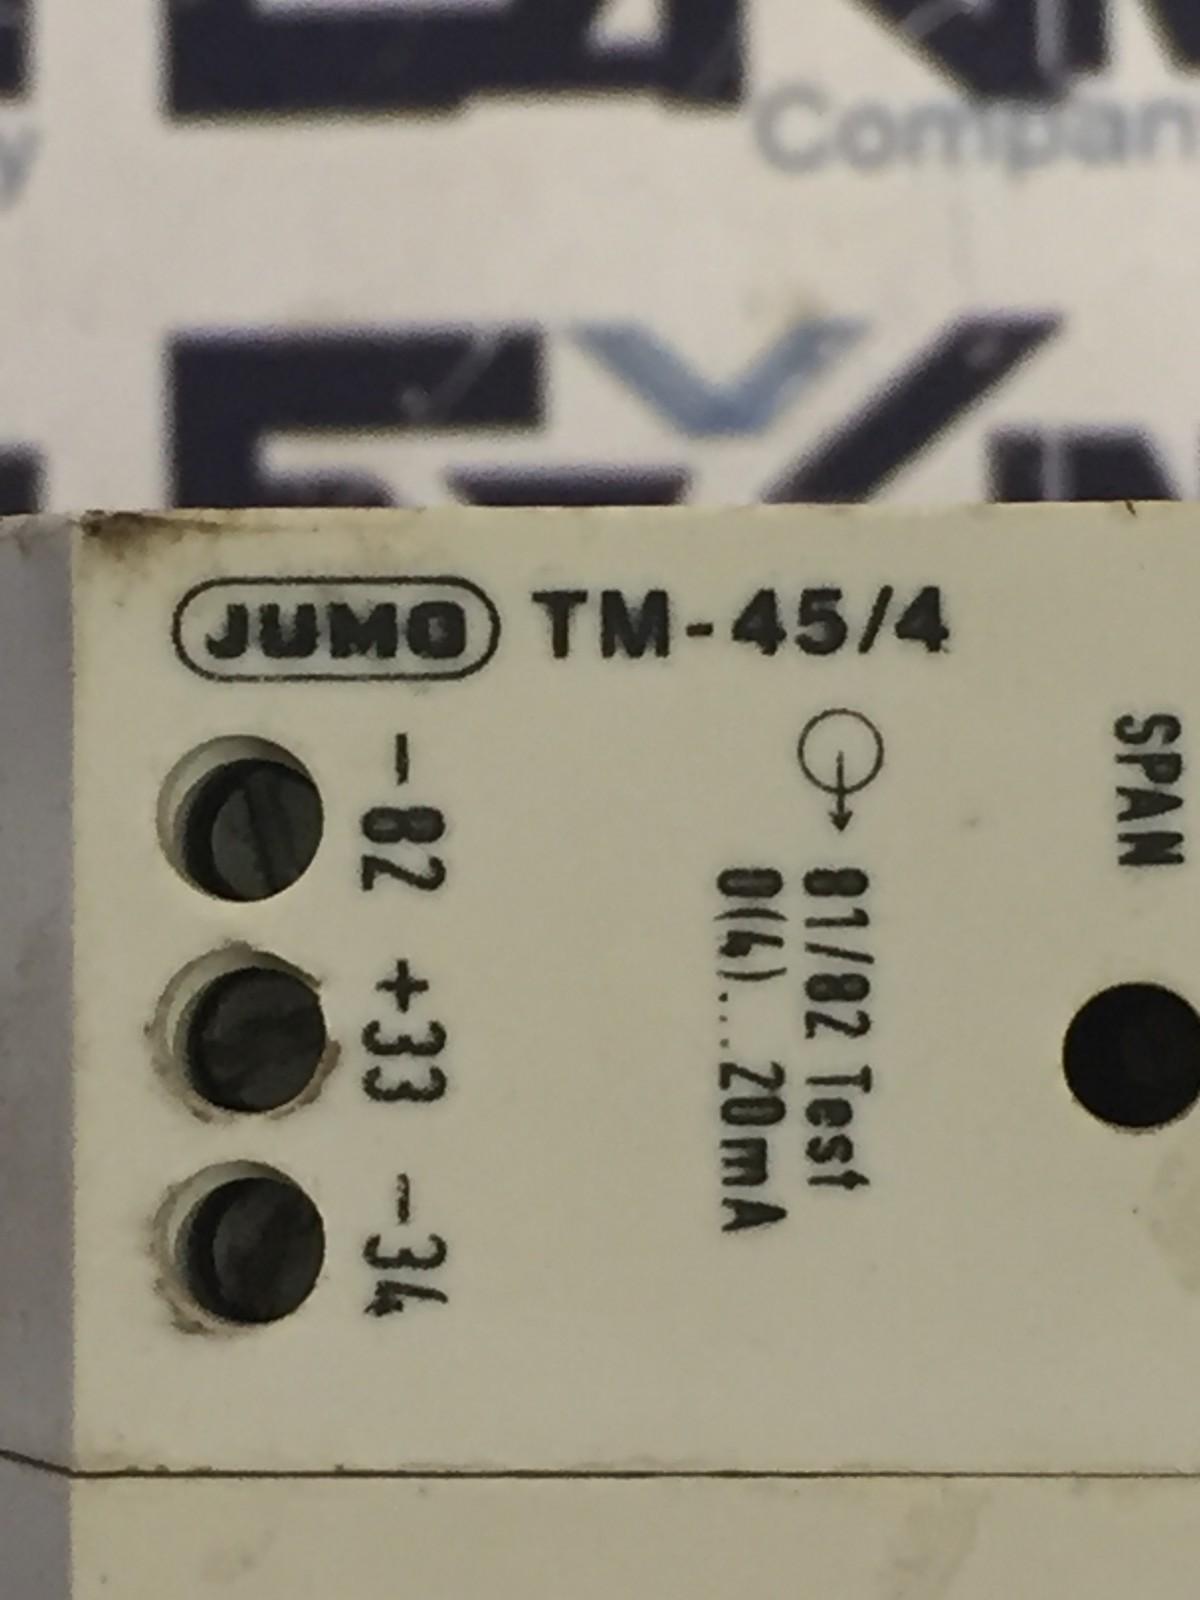 Compan
JUMO TM-45/4
SPAN
81/82 Test
0(4)....20mA
-82
+33
-34